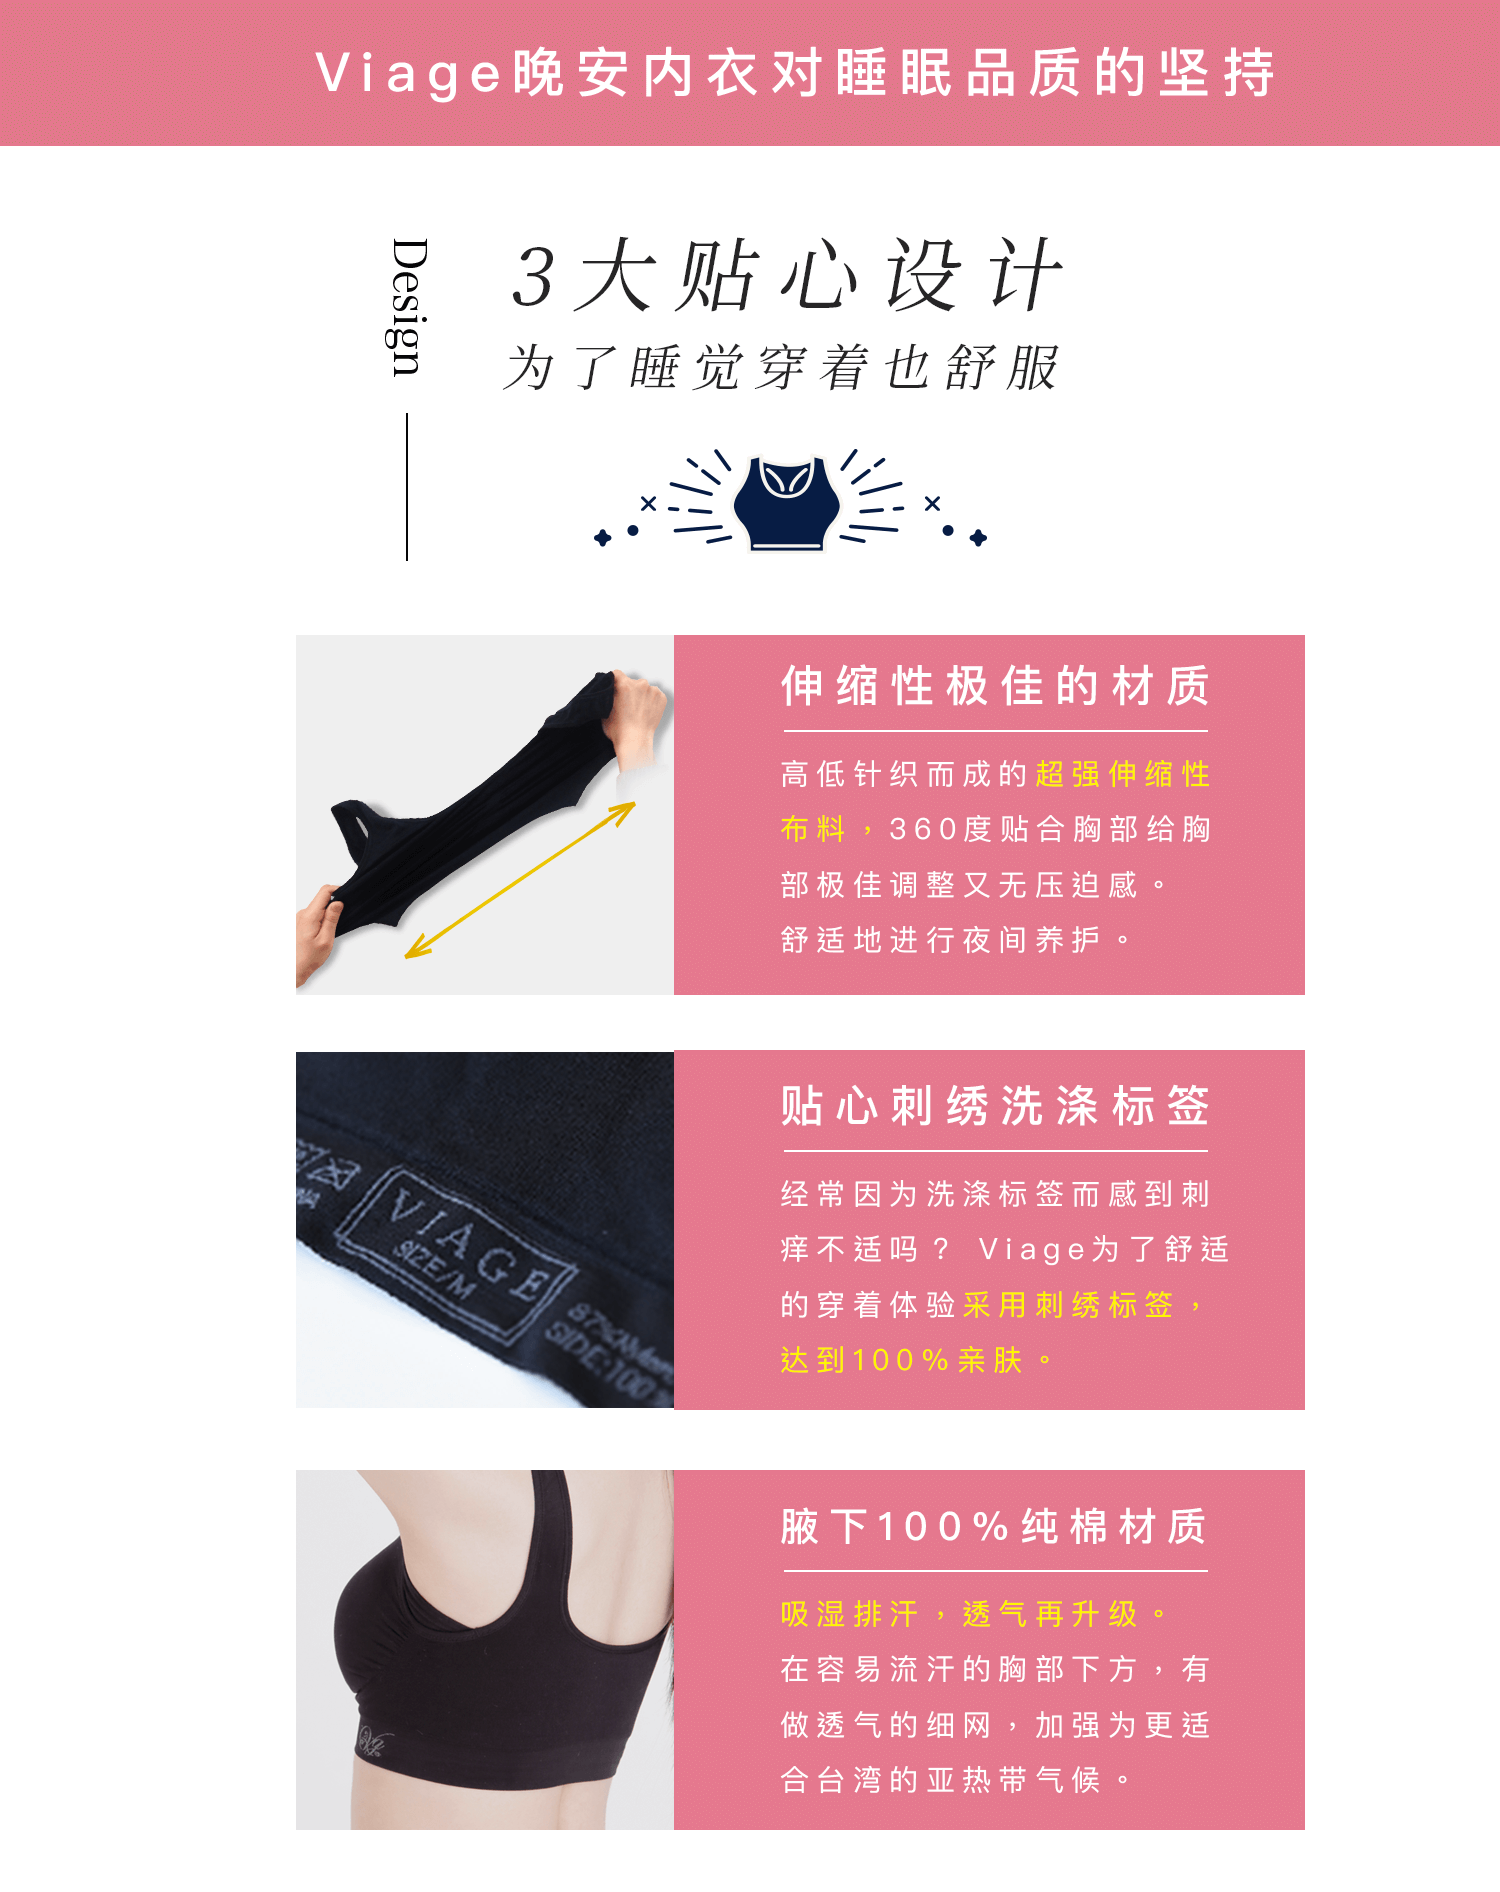 Viage晚安内衣对睡眠品质的坚持
Design
3大贴心设计
为了睡觉穿着也舒服
伸缩性极佳的材质
高低针织而成的超强伸缩性
布料，360度贴合胸部给胸
部极佳调整又无压迫感。
舒适地进行夜间养护。
VIAGE
SIZE/M
SIDE:100
贴心刺绣洗涤标签
经常因为洗涤标签而感到刺
痒不适吗？ Viage为了舒适
的穿着体验采用刺绣标签，
达到100%亲肤。
腋下100%纯棉材质
吸湿排汗，透气再升级。
在容易流汗的胸部下方，有
做透气的细网，加强为更适
合台湾的亚热带气候。